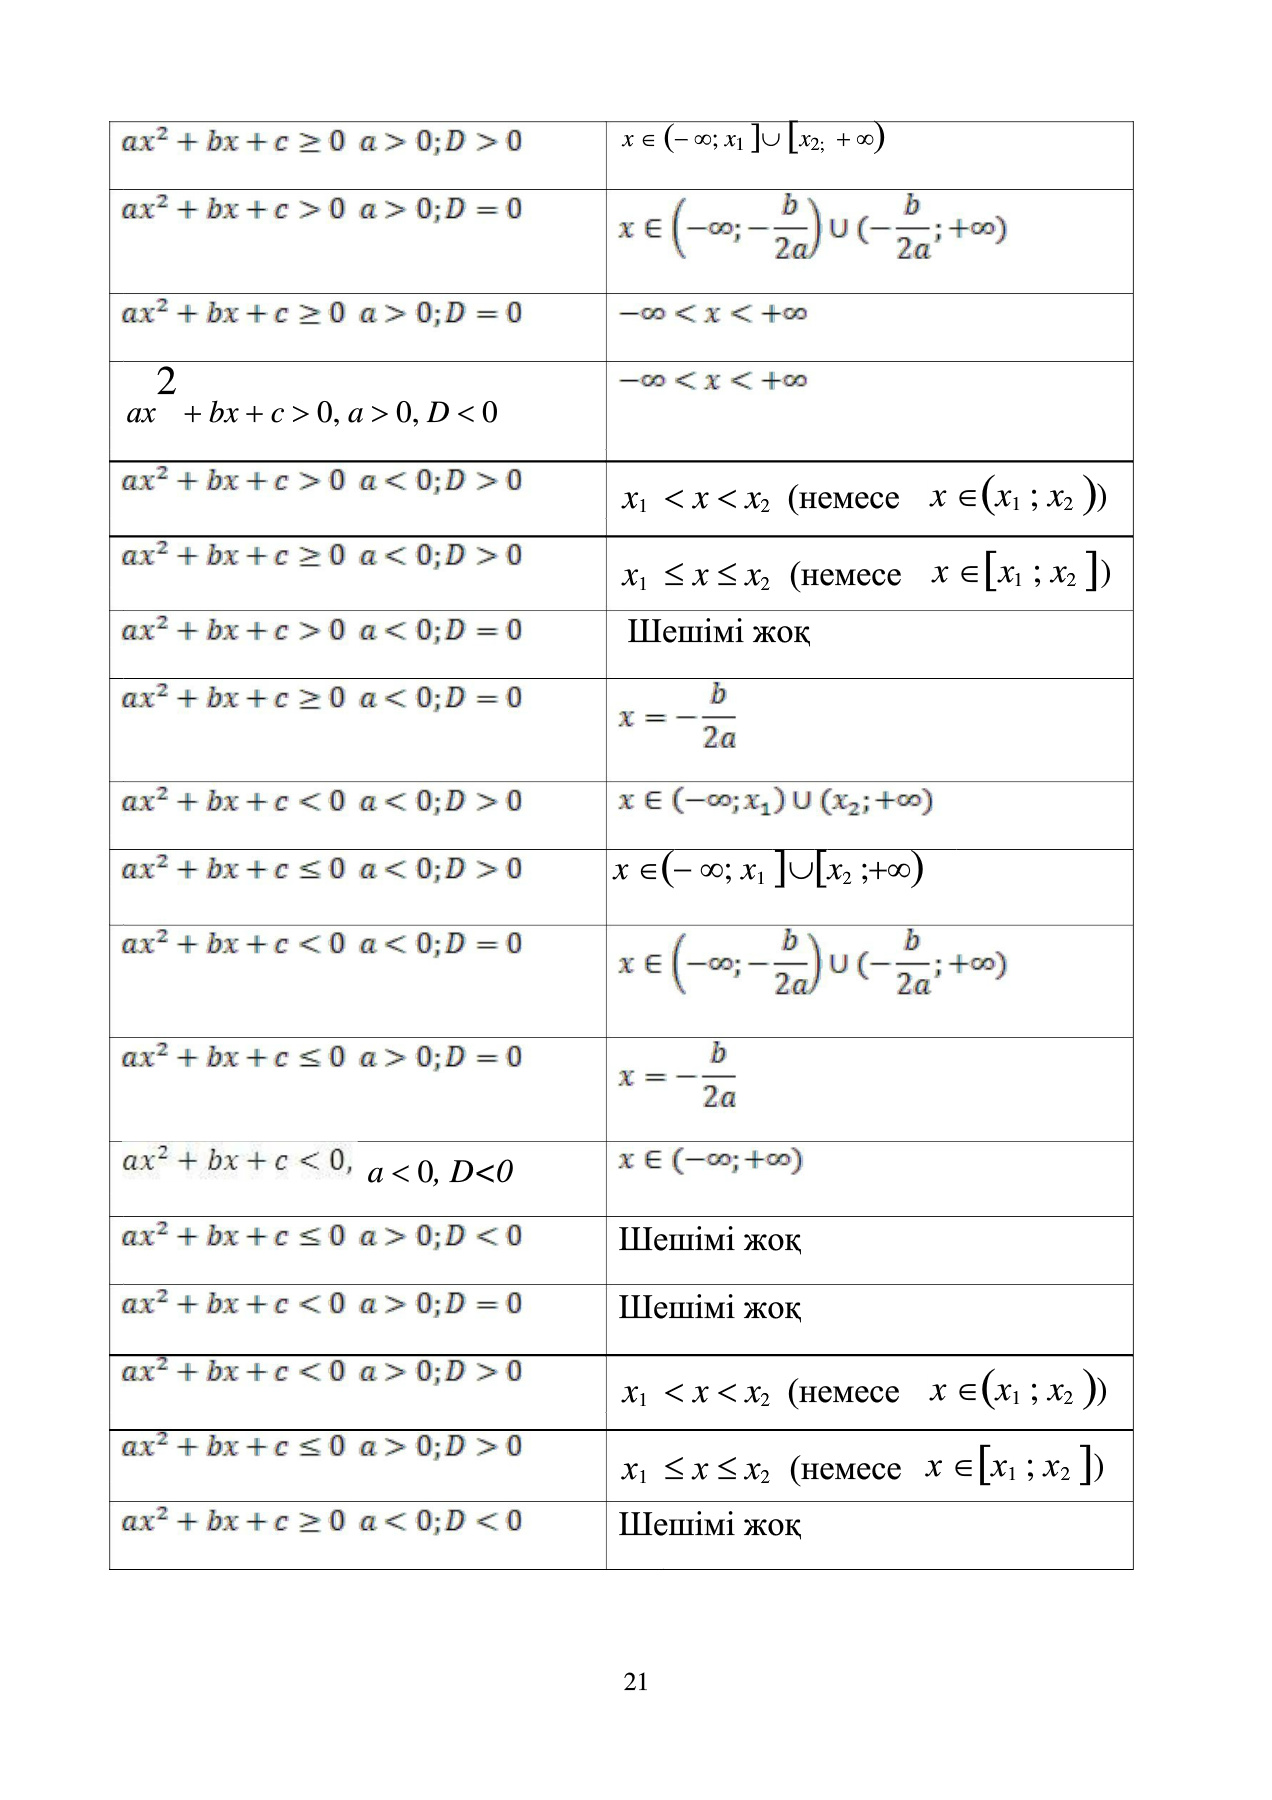 ax² + bx + c ≥ 0 a > 0; D > 0 x ∈ (− ∞; x₁ ]∪ [x₂; + ∞)
ax² + bx + c > 0 a > 0; D = 0 x ∈ (−∞; −b/2a) ∪ (−b/2a; +∞)
ax² + bx + c ≥ 0 a > 0; D = 0 −∞ < x < +∞
ax² + bx + c > 0, a > 0, D < 0 −∞ < x < +∞
ax² + bx + c > 0 a < 0; D > 0 x₁ < x < x₂ (немесе x ∈(x₁ ; x₂ ))
ax² + bx + c ≥ 0 a < 0; D > 0 x₁ ≤ x ≤ x₂ (немесе x ∈[x₁ ; x₂ ])
ax² + bx + c > 0 a < 0; D = 0 Шешімі жоқ
ax² + bx + c ≥ 0 a < 0; D = 0 x = −b/2a
ax² + bx + c < 0 a < 0; D > 0 x ∈ (−∞; x₁) ∪ (x₂; +∞)
ax² + bx + c ≤ 0 a < 0; D > 0 x ∈(− ∞; x₁ ]∪[x₂ ;+∞)
ax² + bx + c < 0 a < 0; D = 0 x ∈ (−∞; −b/2a) ∪ (−b/2a; +∞)
ax² + bx + c ≤ 0 a > 0; D = 0 x = −b/2a
ax² + bx + c < 0, a < 0, D<0 x ∈ (−∞; +∞)
ax² + bx + c ≤ 0 a > 0; D < 0 Шешімі жоқ
ax² + bx + c < 0 a > 0; D = 0 Шешімі жоқ
ax² + bx + c < 0 a > 0; D > 0 x₁ < x < x₂ (немесе x ∈(x₁ ; x₂ ))
ax² + bx + c ≤ 0 a > 0; D > 0 x₁ ≤ x ≤ x₂ (немесе x ∈[x₁ ; x₂ ])
ax² + bx + c ≥ 0 a < 0; D < 0 Шешімі жоқ
21